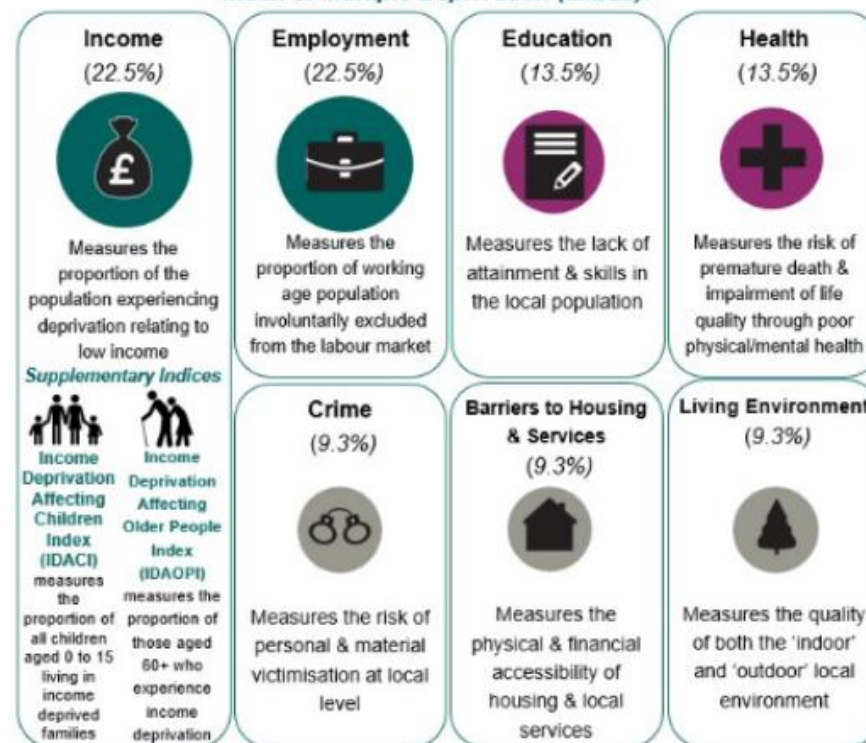 Income
(22.5%)
£
Measures the
proportion of the
population experiencing
deprivation relating to
low income
Supplementary Indices
Income
Deprivation
Affecting
Children
Index
(IDACI)
measures
the
proportion of
all children
aged 0 to 15
living in
income
deprived
families
Income
Deprivation
Affecting
Older People
Index
(IDAOPI)
measures the
proportion of
those aged
60+ who
experience
income
deprivation
Employment
(22.5%)
Measures the
proportion of working
age population
involuntarily excluded
from the labour market
Education
(13.5%)
Measures the lack of
attainment & skills in
the local population
Health
(13.5%)
Measures the risk of
premature death &
impairment of life
quality through poor
physical/mental health
Crime
(9.3%)
Measures the risk of
personal & material
victimisation at local
level
Barriers to Housing
& Services
(9.3%)
Measures the
physical & financial
accessibility of
housing & local
services
Living Environment
(9.3%)
Measures the quality
of both the 'indoor'
and 'outdoor' local
environment